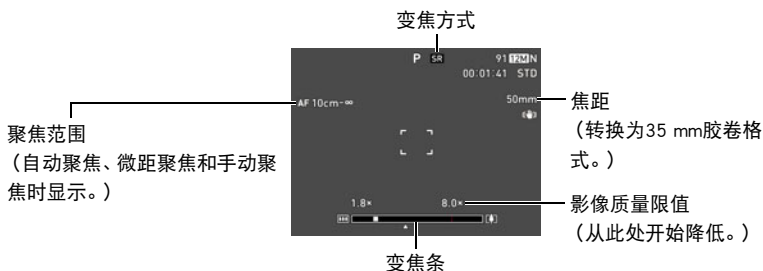 变焦方式
P SR 91 12M N
00:01:41 STD
AF 10cm-∞
50mm
聚焦范围
（自动聚焦、微距聚焦和手动聚
焦时显示。）
焦距
（转换为35 mm胶卷格
式。）
1.8× 8.0×
影像质量限值
（从此处开始降低。）
变焦条